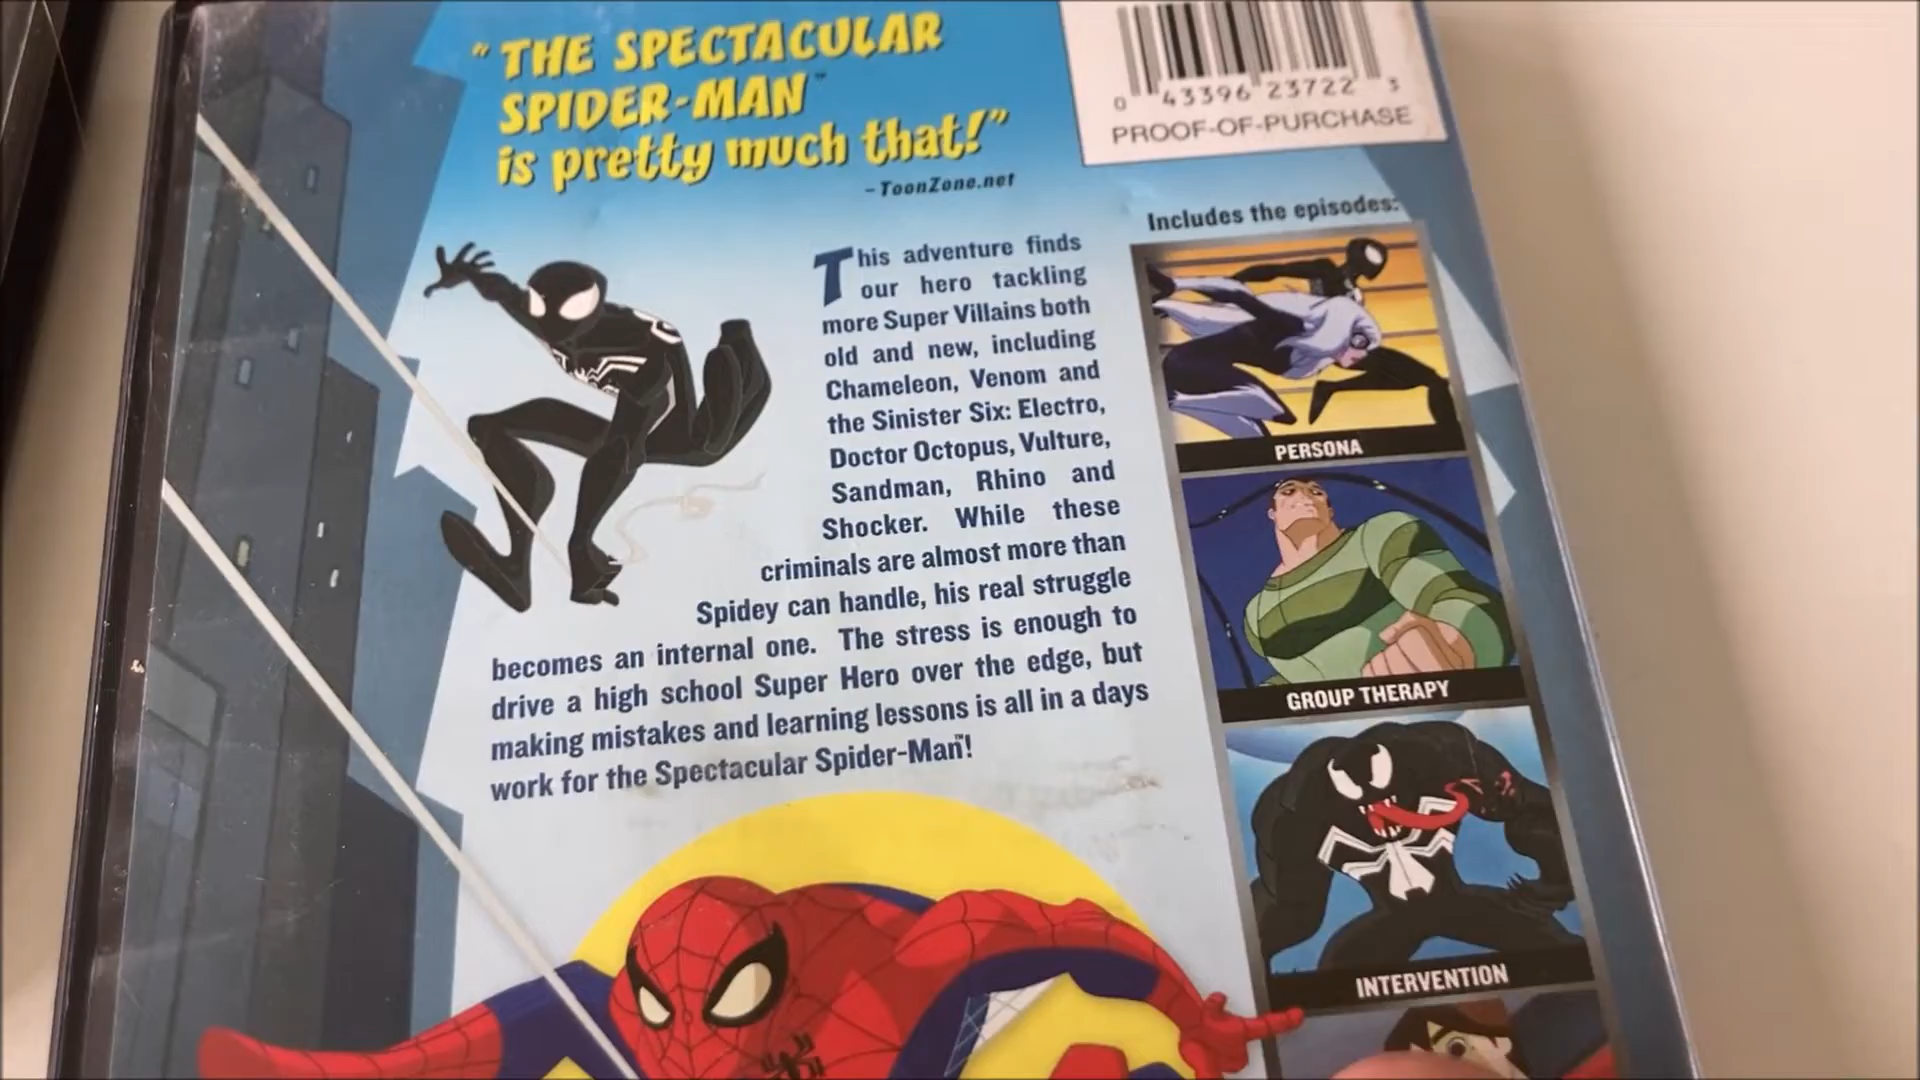 " THE SPECTACULAR
SPIDER-MAN™
is pretty much that!"
– ToonZone.net
0 43396 23722 3
PROOF-OF-PURCHASE
This adventure finds
our hero tackling
more Super Villains both
old and new, including
Chameleon, Venom and
the Sinister Six: Electro,
Doctor Octopus, Vulture,
Sandman, Rhino and
Shocker. While these
criminals are almost more than
Spidey can handle, his real struggle
becomes an internal one. The stress is enough to
drive a high school Super Hero over the edge, but
making mistakes and learning lessons is all in a days
work for the Spectacular Spider-Man™!
Includes the episodes:
PERSONA
GROUP THERAPY
INTERVENTION